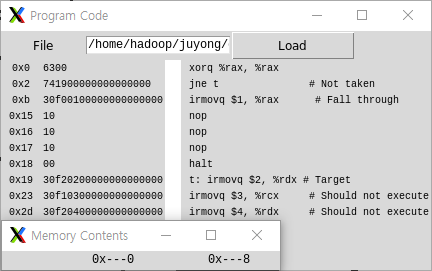 Program Code
File /home/hadoop/juyong/ Load
0x0 6300 xorq %rax, %rax
0x2 741900000000000000 jne t # Not taken
0xb 30f00100000000000000 irmovq $1, %rax # Fall through
0x15 10 nop
0x16 10 nop
0x17 10 nop
0x18 00 halt
0x19 30f20200000000000000 t: irmovq $2, %rdx # Target
0x23 30f10300000000000000 irmovq $3, %rcx # Should not execute
0x2d 30f20400000000000000 irmovq $4, %rdx # Should not execute
Memory Contents
0x---0 0x---8